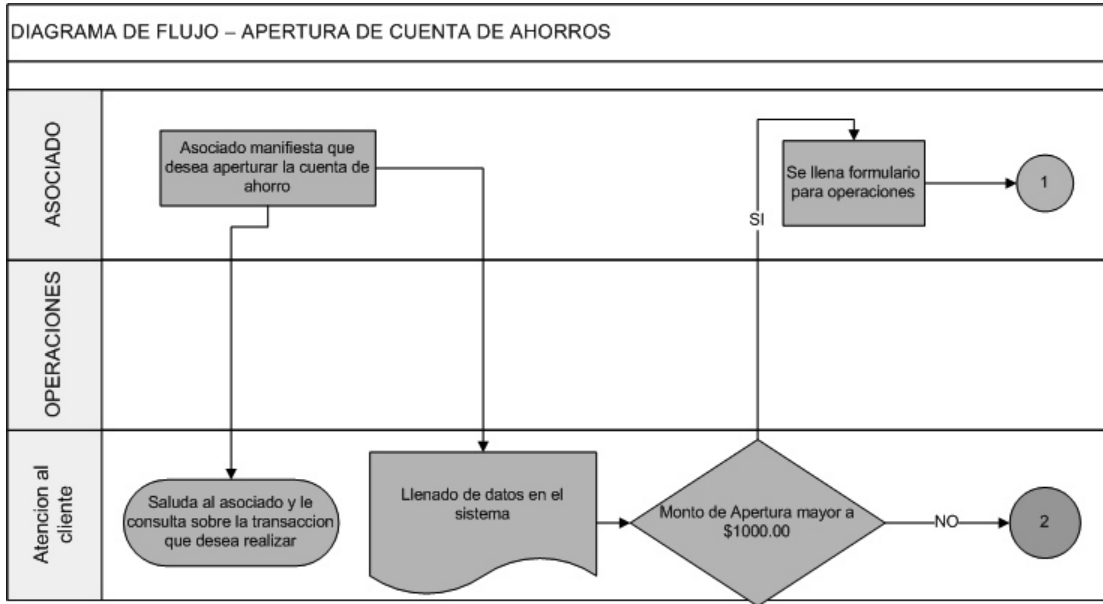 DIAGRAMA DE FLUJO – APERTURA DE CUENTA DE AHORROS
ASOCIADO
Asociado manifiesta que
desea aperturar la cuenta de
ahorro
Se llena formulario
para operaciones
1
SI
OPERACIONES
Atencion al
cliente
Saluda al asociado y le
consulta sobre la transaccion
que desea realizar
Llenado de datos en el
sistema
Monto de Apertura mayor a
$1000.00
NO
2